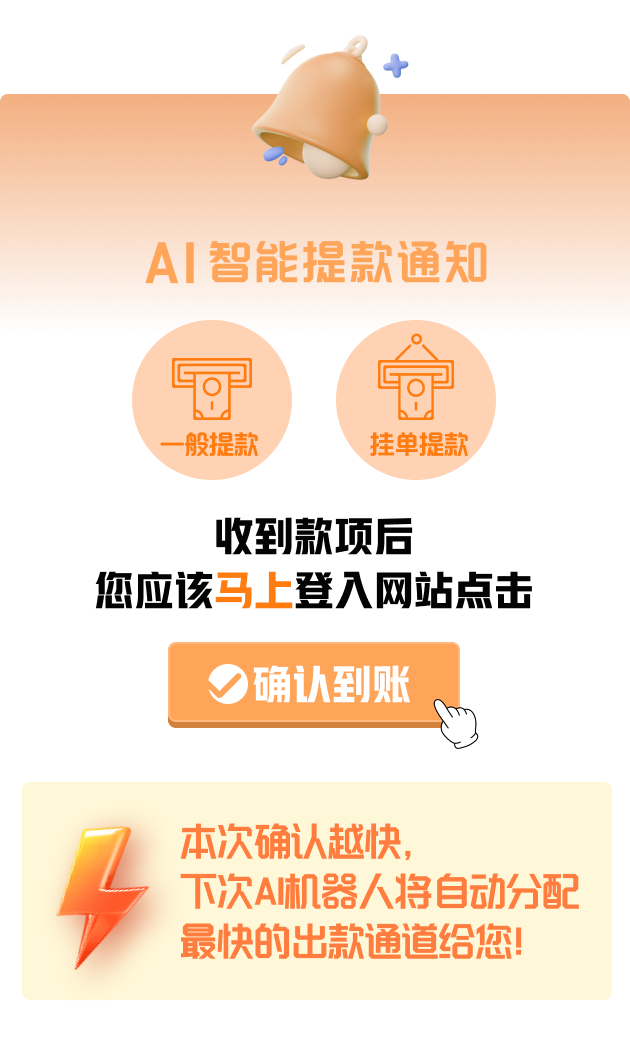 AI智能提款通知
一般提款
挂单提款
收到款项后
您应该马上登入网站点击
确认到账
本次确认越快,
下次AI机器人将自动分配
最快的出款通道给您!